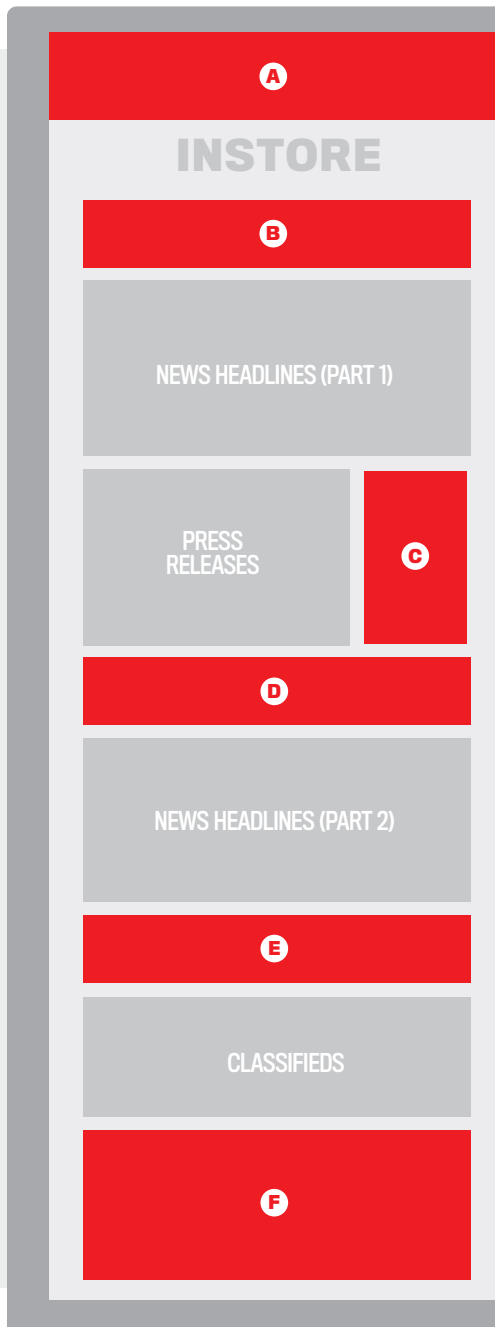 A
INSTORE
B
NEWS HEADLINES (PART 1)
PRESS
RELEASES
C
D
NEWS HEADLINES (PART 2)
E
CLASSIFIEDS
F